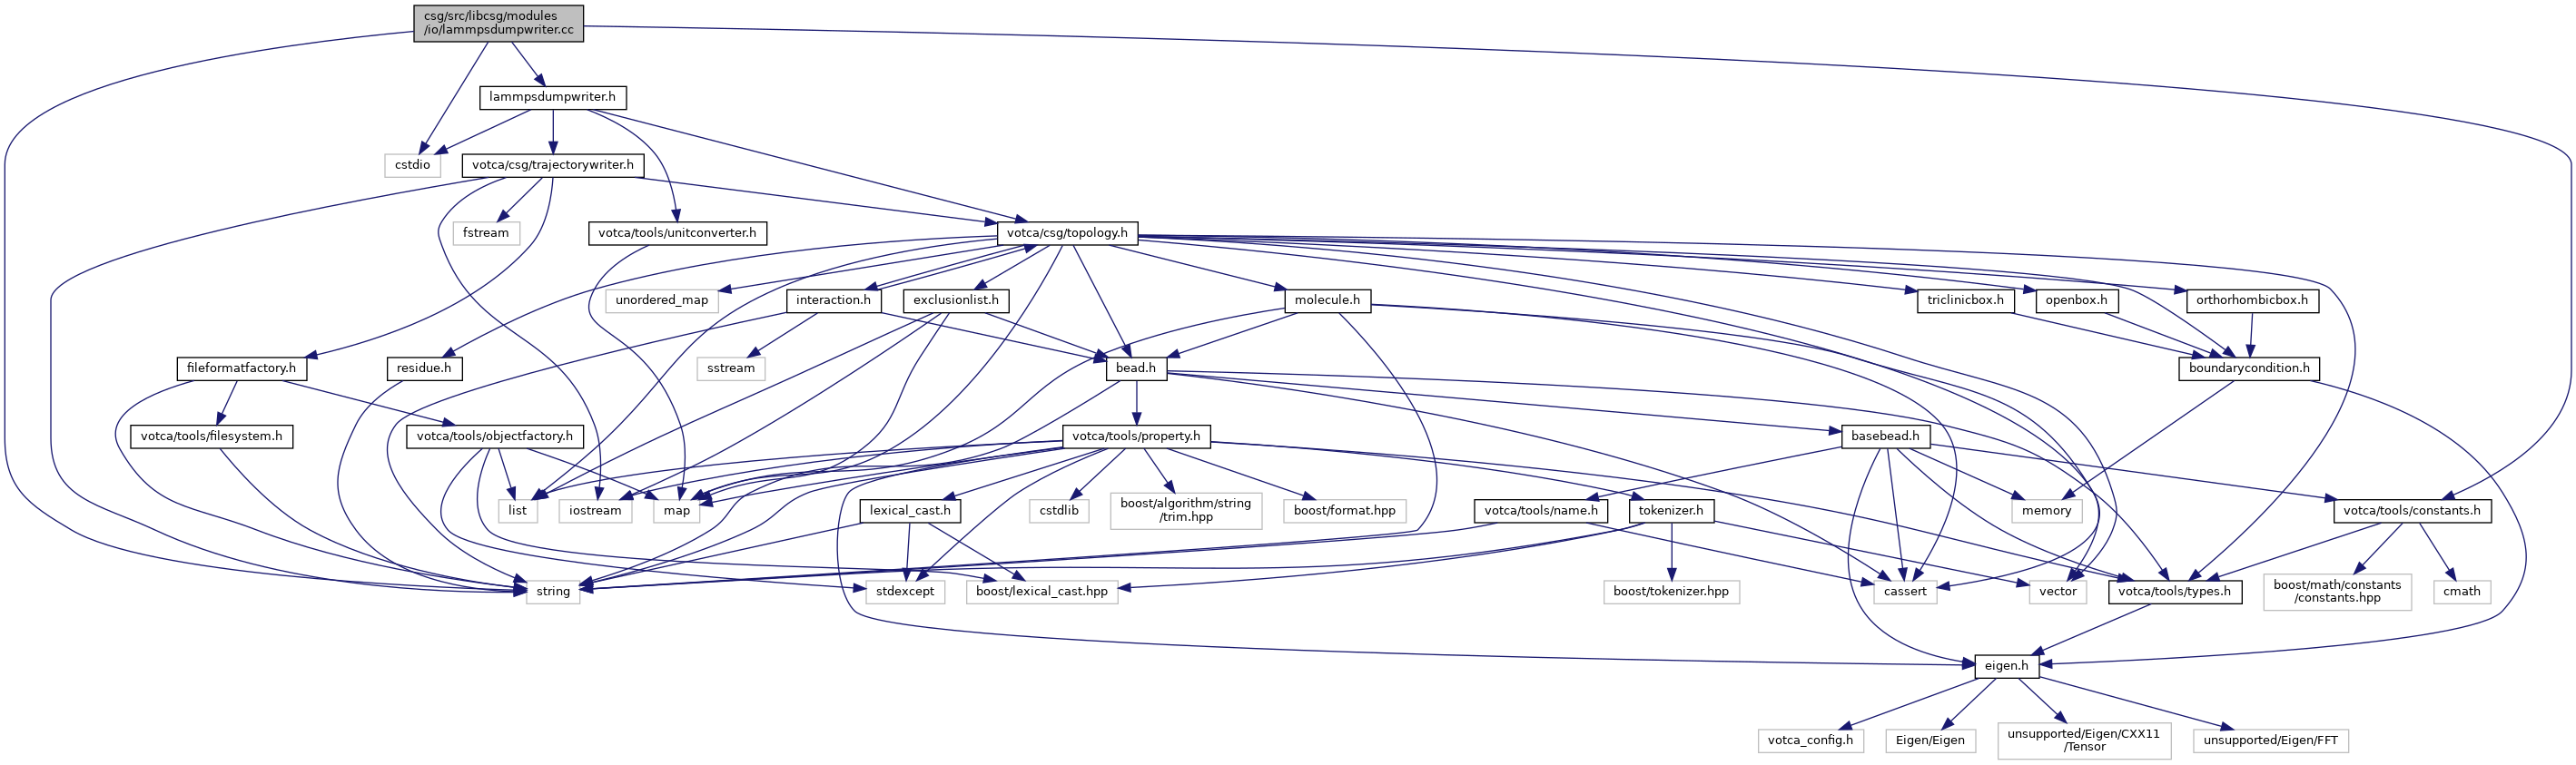 csg/src/libcsg/modules
/io/lammpsdumpwriter.cc
lammpsdumpwriter.h
cstdio
votca/csg/trajectorywriter.h
fstream
votca/tools/unitconverter.h
votca/csg/topology.h
unordered_map
interaction.h
exclusionlist.h
molecule.h
triclinicbox.h
openbox.h
orthorhombicbox.h
fileformatfactory.h
residue.h
sstream
bead.h
boundarycondition.h
votca/tools/filesystem.h
votca/tools/objectfactory.h
votca/tools/property.h
basebead.h
list
iostream
map
lexical_cast.h
cstdlib
boost/algorithm/string
/trim.hpp
boost/format.hpp
votca/tools/name.h
tokenizer.h
memory
votca/tools/constants.h
string
stdexcept
boost/lexical_cast.hpp
boost/tokenizer.hpp
cassert
vector
votca/tools/types.h
boost/math/constants
/constants.hpp
cmath
eigen.h
votca_config.h
Eigen/Eigen
unsupported/Eigen/CXX11
/Tensor
unsupported/Eigen/FFT